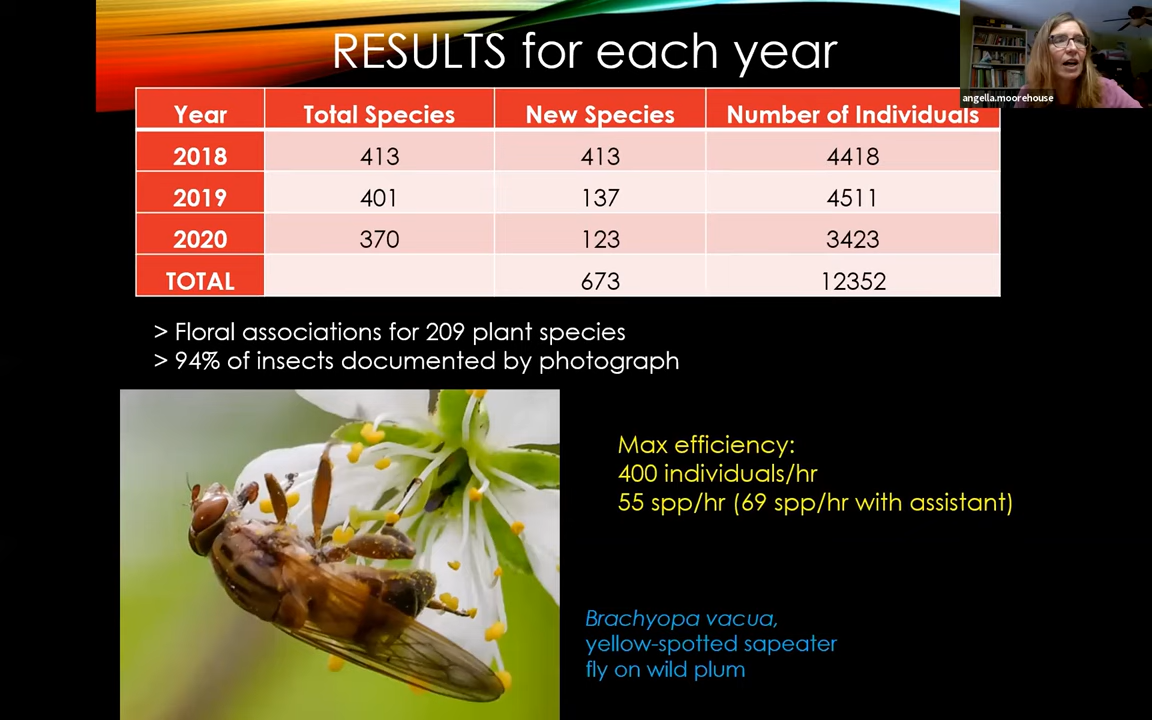 RESULTS for each year
angella.moorehouse
Year Total Species New Species Number of Individuals
2018 413 413 4418
2019 401 137 4511
2020 370 123 3423
TOTAL 673 12352
> Floral associations for 209 plant species
> 94% of insects documented by photograph
Max efficiency:
400 individuals/hr
55 spp/hr (69 spp/hr with assistant)
Brachyopa vacua,
yellow-spotted sapeater
fly on wild plum